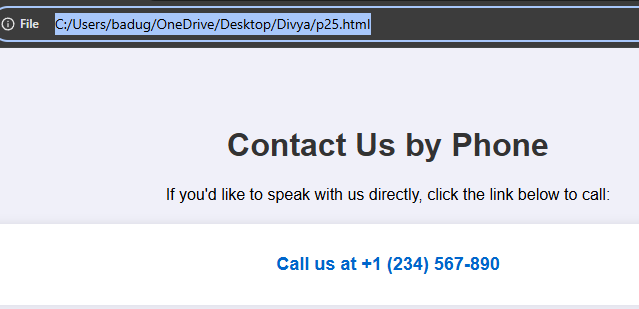 File C:/Users/badug/OneDrive/Desktop/Divya/p25.html
Contact Us by Phone
If you'd like to speak with us directly, click the link below to call:
Call us at +1 (234) 567-890